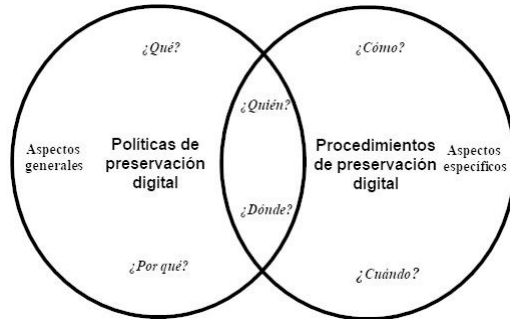 ¿Qué?
¿Cómo?
¿Quién?
Aspectos
generales
Políticas de
preservación
digital
Procedimientos
de preservación
digital
Aspectos
específicos
¿Dónde?
¿Por qué?
¿Cuándo?